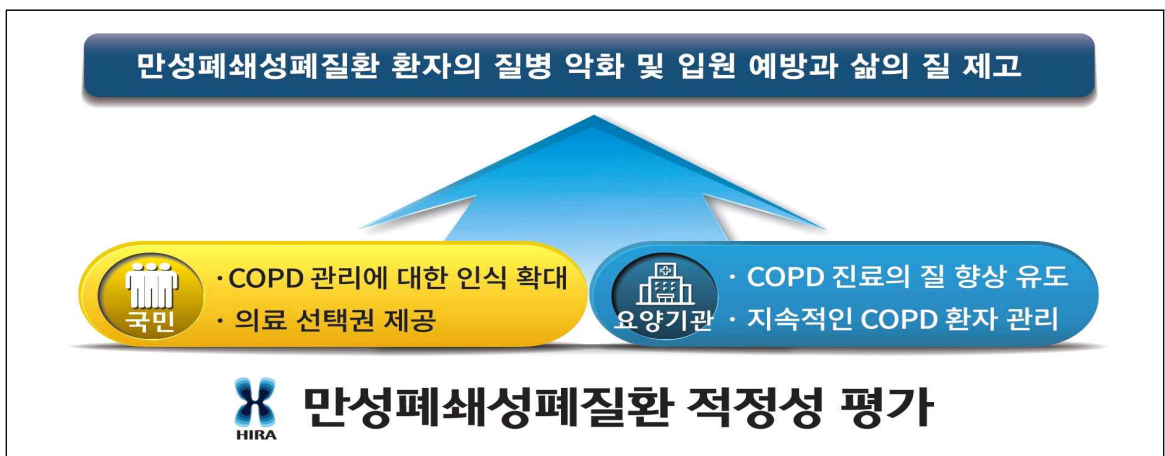 만성폐쇄성폐질환 환자의 질병 악화 및 입원 예방과 삶의 질 제고
국민
· COPD 관리에 대한 인식 확대
· 의료 선택권 제공
요양기관
· COPD 진료의 질 향상 유도
· 지속적인 COPD 환자 관리
HIRA
만성폐쇄성폐질환 적정성 평가